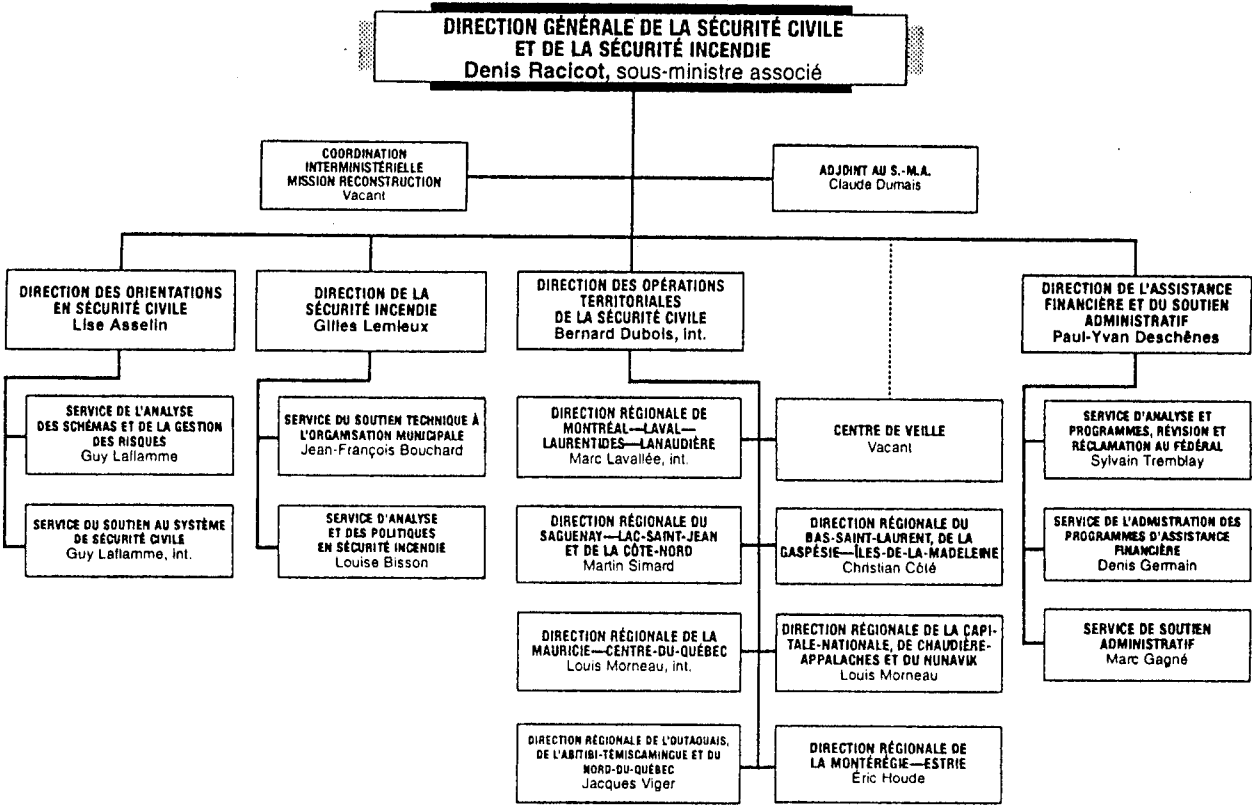 DIRECTION GÉNÉRALE DE LA SÉCURITÉ CIVILE
ET DE LA SÉCURITÉ INCENDIE
Denis Racicot, sous-ministre associé
COORDINATION
INTERMINISTÉRIELLE
MISSION RECONSTRUCTION
Vacant
ADJOINT AU S.-M.A.
Claude Dumais
DIRECTION DES ORIENTATIONS
EN SÉCURITÉ CIVILE
Lise Asselin
DIRECTION DE LA
SÉCURITÉ INCENDIE
Gilles Lemieux
DIRECTION DES OPÉRATIONS
TERRITORIALES
DE LA SÉCURITÉ CIVILE
Bernard Dubois, int.
DIRECTION DE L'ASSISTANCE
FINANCIÈRE ET DU SOUTIEN
ADMINISTRATIF
Paul-Yvan Deschênes
SERVICE DE L'ANALYSE
DES SCHÉMAS ET DE LA GESTION
DES RISQUES
Guy Laflamme
SERVICE DU SOUTIEN AU SYSTÈME
DE SÉCURITÉ CIVILE
Guy Laflamme, int.
SERVICE DU SOUTIEN TECHNIQUE À
L'ORGANISATION MUNICIPALE
Jean-François Bouchard
SERVICE D'ANALYSE
ET DES POLITIQUES
EN SÉCURITÉ INCENDIE
Louise Bisson
DIRECTION RÉGIONALE DE
MONTRÉAL—LAVAL—
LAURENTIDES—LANAUDIÈRE
Marc Lavallée, int.
CENTRE DE VEILLE
Vacant
DIRECTION RÉGIONALE DU
SAGUENAY—LAC-SAINT-JEAN
ET DE LA CÔTE-NORD
Martin Simard
DIRECTION RÉGIONALE DU
BAS-SAINT-LAURENT, DE LA
GASPÉSIE—ÎLES-DE-LA-MADELEINE
Christian Côté
DIRECTION RÉGIONALE DE LA
MAURICIE—CENTRE-DU-QUÉBEC
Louis Morneau, int.
DIRECTION RÉGIONALE DE LA CAPI-
TALE-NATIONALE, DE CHAUDIÈRE-
APPALACHES ET DU NUNAVIK
Louis Morneau
DIRECTION RÉGIONALE DE L'OUTAOUAIS,
DE L'ABITIBI-TÉMISCAMINGUE ET DU
NORD-DU-QUÉBEC
Jacques Viger
DIRECTION RÉGIONALE DE
LA MONTÉRÉGIE—ESTRIE
Éric Houde
SERVICE D'ANALYSE ET
PROGRAMMES, RÉVISION ET
RÉCLAMATION AU FÉDÉRAL
Sylvain Tremblay
SERVICE DE L'ADMISTRATION DES
PROGRAMMES D'ASSISTANCE
FINANCIÈRE
Denis Germain
SERVICE DE SOUTIEN
ADMINISTRATIF
Marc Gagné